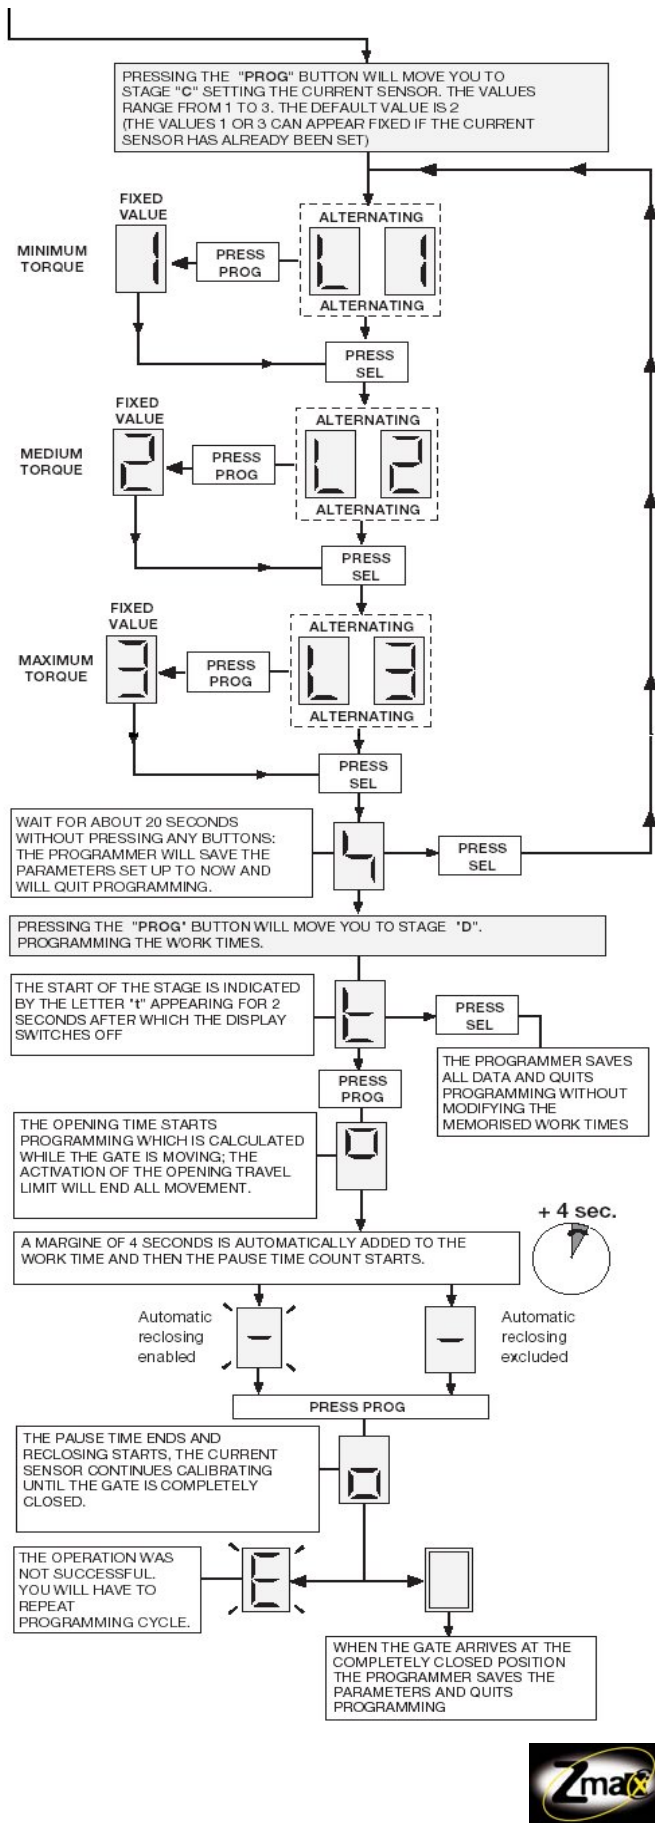 PRESSING THE "PROG" BUTTON WILL MOVE YOU TO
STAGE "C" SETTING THE CURRENT SENSOR. THE VALUES
RANGE FROM 1 TO 3. THE DEFAULT VALUE IS 2
(THE VALUES 1 OR 3 CAN APPEAR FIXED IF THE CURRENT
SENSOR HAS ALREADY BEEN SET)
FIXED
VALUE
ALTERNATING
MINIMUM
TORQUE
1
PRESS
PROG
L 1
ALTERNATING
PRESS
SEL
FIXED
VALUE
ALTERNATING
MEDIUM
TORQUE
2
PRESS
PROG
L 2
ALTERNATING
PRESS
SEL
FIXED
VALUE
ALTERNATING
MAXIMUM
TORQUE
3
PRESS
PROG
L 3
ALTERNATING
PRESS
SEL
WAIT FOR ABOUT 20 SECONDS
WITHOUT PRESSING ANY BUTTONS:
THE PROGRAMMER WILL SAVE THE
PARAMETERS SET UP TO NOW AND
WILL QUIT PROGRAMMING.
PRESS
SEL
PRESSING THE "PROG" BUTTON WILL MOVE YOU TO STAGE "D".
PROGRAMMING THE WORK TIMES.
THE START OF THE STAGE IS INDICATED
BY THE LETTER "t" APPEARING FOR 2
SECONDS AFTER WHICH THE DISPLAY
SWITCHES OFF
t
PRESS
SEL
THE PROGRAMMER SAVES
ALL DATA AND QUITS
PROGRAMMING WITHOUT
MODIFYING THE
MEMORISED WORK TIMES
PRESS
PROG
THE OPENING TIME STARTS
PROGRAMMING WHICH IS CALCULATED
WHILE THE GATE IS MOVING; THE
ACTIVATION OF THE OPENING TRAVEL
LIMIT WILL END ALL MOVEMENT.
o
+ 4 sec.
A MARGINE OF 4 SECONDS IS AUTOMATICALLY ADDED TO THE
WORK TIME AND THEN THE PAUSE TIME COUNT STARTS.
Automatic
reclosing
enabled
–
–
Automatic
reclosing
excluded
PRESS PROG
THE PAUSE TIME ENDS AND
RECLOSING STARTS, THE CURRENT
SENSOR CONTINUES CALIBRATING
UNTIL THE GATE IS COMPLETELY
CLOSED.
o
THE OPERATION WAS
NOT SUCCESSFUL.
YOU WILL HAVE TO
REPEAT
PROGRAMMING CYCLE.
E
WHEN THE GATE ARRIVES AT THE
COMPLETELY CLOSED POSITION
THE PROGRAMMER SAVES THE
PARAMETERS AND QUITS
PROGRAMMING
Zmax